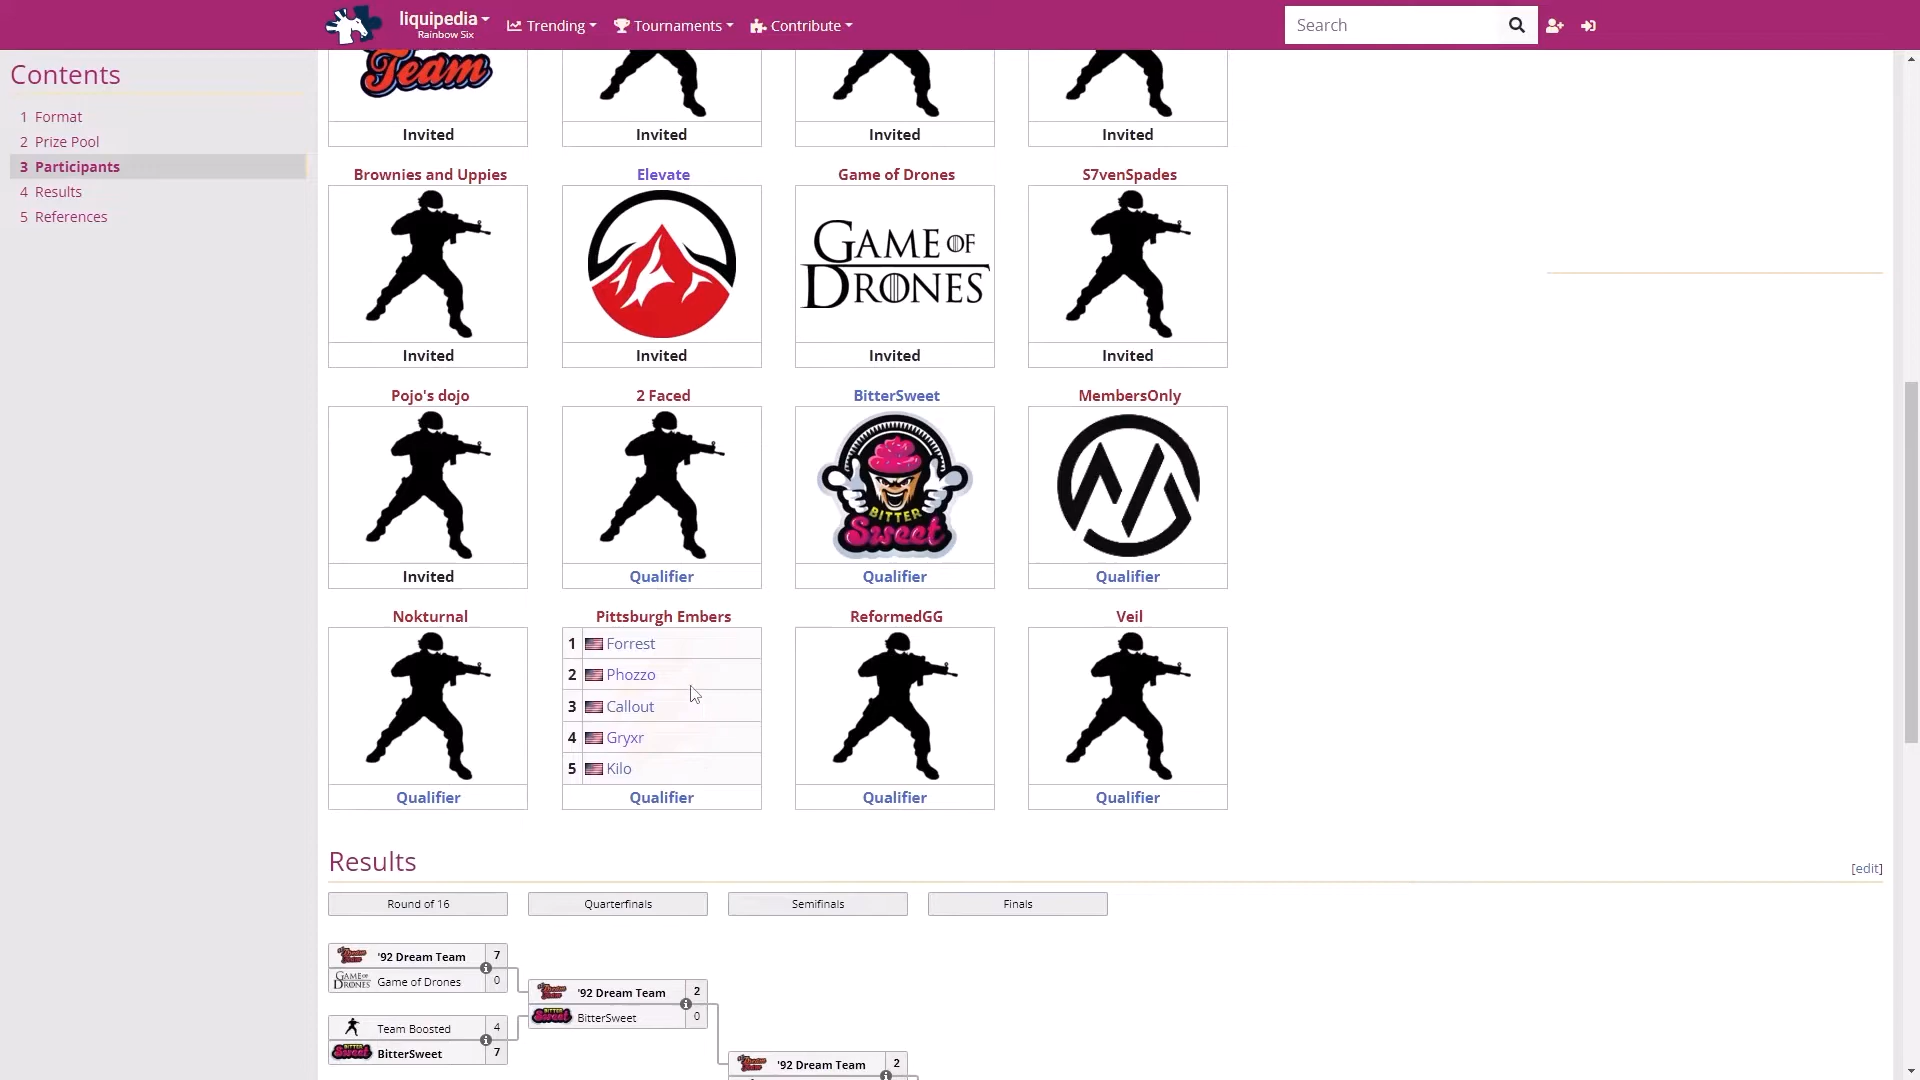 liquipedia
Rainbow Six
Trending
Tournaments
Contribute
Search
Contents
1 Format
2 Prize Pool
3 Participants
4 Results
5 References
Team
Invited
Invited
Invited
Invited
Brownies and Uppies
Elevate
Game of Drones
S7venSpades
GAME OF
DRONES
Invited
Invited
Invited
Invited
Pojo's dojo
2 Faced
BitterSweet
MembersOnly
BITTER
Sweet
Invited
Qualifier
Qualifier
Qualifier
Nokturnal
Pittsburgh Embers
ReformedGG
Veil
1 Forrest
2 Phozzo
3 Callout
4 Gryxr
5 Kilo
Qualifier
Qualifier
Qualifier
Qualifier
Results
[edit]
Round of 16
Quarterfinals
Semifinals
Finals
'92 Dream Team 7
GAME OF
DRONES
Game of Drones 0
'92 Dream Team 2
BitterSweet 0
Team Boosted 4
BitterSweet 7
'92 Dream Team 2